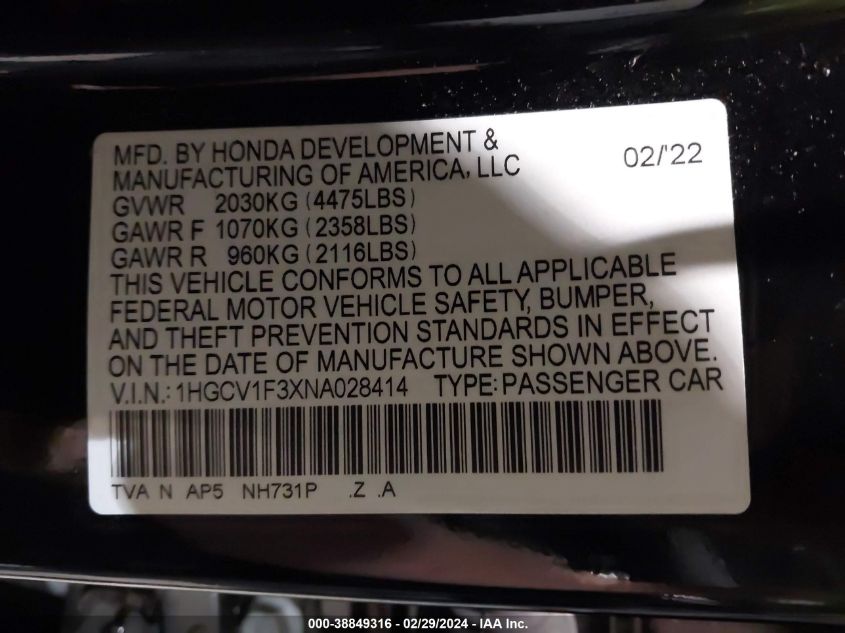 MFD. BY HONDA DEVELOPMENT &
MANUFACTURING OF AMERICA, LLC 02/'22
GVWR 2030KG (4475LBS)
GAWR F 1070KG (2358LBS)
GAWR R 960KG (2116LBS)
THIS VEHICLE CONFORMS TO ALL APPLICABLE
FEDERAL MOTOR VEHICLE SAFETY, BUMPER,
AND THEFT PREVENTION STANDARDS IN EFFECT
ON THE DATE OF MANUFACTURE SHOWN ABOVE.
V.I.N.: 1HGCV1F3XNA028414 TYPE: PASSENGER CAR
TVA N AP5 NH731P .Z .A
000-38849316 - 02/29/2024 - IAA Inc.